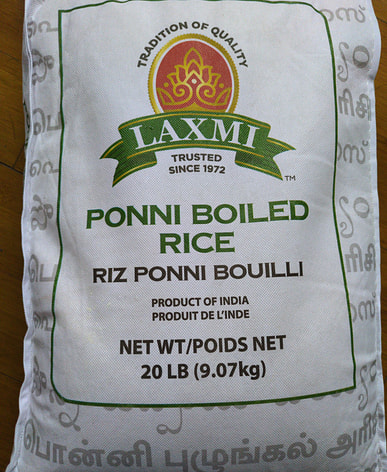 TRADITION OF QUALITY
LAXMI
TRUSTED
SINCE 1972
™
PONNI BOILED
RICE
RIZ PONNI BOUILLI
PRODUCT OF INDIA
PRODUIT DE L'INDE
NET WT/POIDS NET
20 LB (9.07kg)
பொன்னி புழுங்கல் அரி